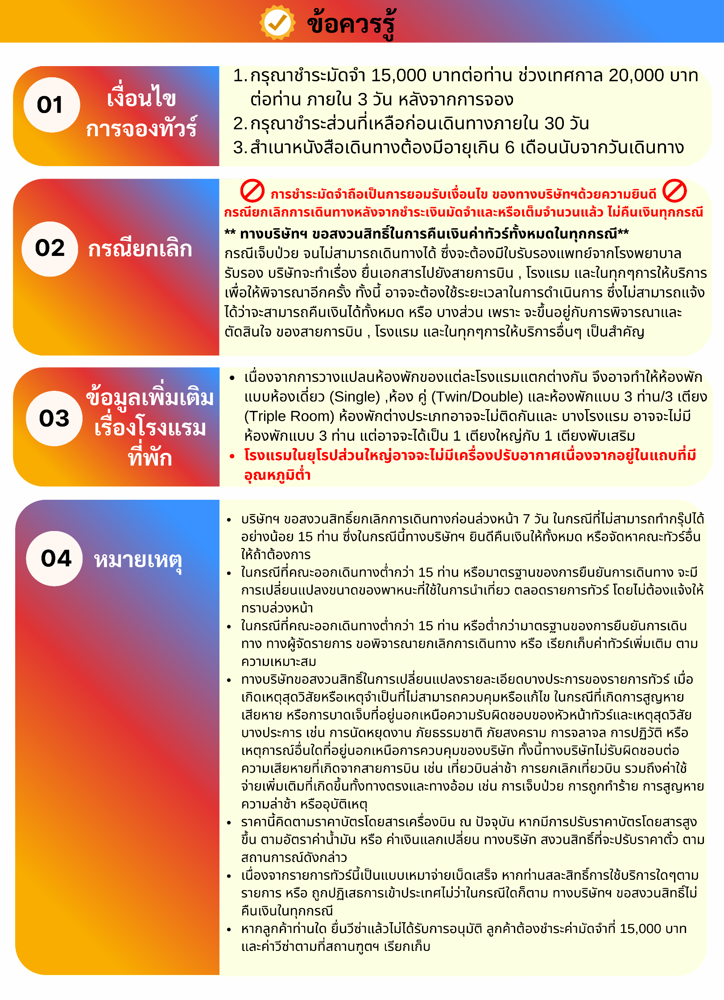 ข้อควรรู้
01
เงื่อนไข
การจองทัวร์
1. กรุณาชำระมัดจำ 15,000 บาทต่อท่าน ช่วงเทศกาล 20,000 บาท
ต่อท่าน ภายใน 3 วัน หลังจากการจอง
2. กรุณาชำระส่วนที่เหลือก่อนเดินทางภายใน 30 วัน
3. สำเนาหนังสือเดินทางต้องมีอายุเกิน 6 เดือนนับจากวันเดินทาง
02
กรณียกเลิก
การชำระมัดจำถือเป็นการยอมรับเงื่อนไข ของทางบริษัทฯด้วยความยินดี
กรณียกเลิกการเดินทางหลังจากชำระเงินมัดจำและหรือเต็มจำนวนแล้ว ไม่คืนเงินทุกกรณี
** ทางบริษัทฯ ขอสงวนสิทธิ์ในการคืนเงินค่าทัวร์ทั้งหมดในทุกกรณี**
กรณีเจ็บป่วย จนไม่สามารถเดินทางได้ ซึ่งจะต้องมีใบรับรองแพทย์จากโรงพยาบาล
รับรอง บริษัทจะทำเรื่อง ยื่นเอกสารไปยังสายการบิน , โรงแรม และในทุกๆการให้บริการ
เพื่อให้พิจารณาอีกครั้ง ทั้งนี้ อาจจะต้องใช้ระยะเวลาในการดำเนินการ ซึ่งไม่สามารถแจ้ง
ได้ว่าจะสามารถคืนเงินได้ทั้งหมด หรือ บางส่วน เพราะ จะขึ้นอยู่กับการพิจารณาและ
ตัดสินใจ ของสายการบิน , โรงแรม และในทุกๆการให้บริการอื่นๆ เป็นสำคัญ
03
ข้อมูลเพิ่มเติม
เรื่องโรงแรม
ที่พัก
• เนื่องจากการวางแปลนห้องพักของแต่ละโรงแรมแตกต่างกัน จึงอาจทำให้ห้องพัก
แบบห้องเดี่ยว (Single) ,ห้อง คู่ (Twin/Double) และห้องพักแบบ 3 ท่าน/3 เตียง
(Triple Room) ห้องพักต่างประเภทอาจจะไม่ติดกันและ บางโรงแรม อาจจะไม่มี
ห้องพักแบบ 3 ท่าน แต่อาจจะได้เป็น 1 เตียงใหญ่กับ 1 เตียงพับเสริม
• โรงแรมในยุโรปส่วนใหญ่อาจจะไม่มีเครื่องปรับอากาศเนื่องจากอยู่ในแถบที่มี
อุณหภูมิต่ำ
04
หมายเหตุ
• บริษัทฯ ขอสงวนสิทธิ์ยกเลิกการเดินทางก่อนล่วงหน้า 7 วัน ในกรณีที่ไม่สามารถทำกรุ๊ปได้
อย่างน้อย 15 ท่าน ซึ่งในกรณีนี้ทางบริษัทฯ ยินดีคืนเงินให้ทั้งหมด หรือจัดหาคณะทัวร์อื่น
ให้ถ้าต้องการ
• ในกรณีที่คณะออกเดินทางต่ำกว่า 15 ท่าน หรือมาตรฐานของการยืนยันการเดินทาง จะมี
การเปลี่ยนแปลงขนาดของพาหนะที่ใช้ในการนำเที่ยว ตลอดรายการทัวร์ โดยไม่ต้องแจ้งให้
ทราบล่วงหน้า
• ในกรณีที่คณะออกเดินทางต่ำกว่า 15 ท่าน หรือต่ำกว่ามาตรฐานของการยืนยันการเดิน
ทาง ทางผู้จัดรายการ ขอพิจารณายกเลิกการเดินทาง หรือ เรียกเก็บค่าทัวร์เพิ่มเติม ตาม
ความเหมาะสม
• ทางบริษัทขอสงวนสิทธิ์ในการเปลี่ยนแปลงรายละเอียดบางประการของรายการทัวร์ เมื่อ
เกิดเหตุสุดวิสัยหรือเหตุจำเป็นที่ไม่สามารถควบคุมหรือแก้ไข ในกรณีที่เกิดการสูญหาย
เสียหาย หรือการบาดเจ็บที่อยู่นอกเหนือความรับผิดชอบของหัวหน้าทัวร์และเหตุสุดวิสัย
บางประการ เช่น การนัดหยุดงาน ภัยธรรมชาติ ภัยสงคราม การจลาจล การปฏิวัติ หรือ
เหตุการณ์อื่นใดที่อยู่นอกเหนือการควบคุมของบริษัท ทั้งนี้ทางบริษัทไม่รับผิดชอบต่อ
ความเสียหายที่เกิดจากสายการบิน เช่น เที่ยวบินล่าช้า การยกเลิกเที่ยวบิน รวมถึงค่าใช้
จ่ายเพิ่มเติมที่เกิดขึ้นทั้งทางตรงและทางอ้อม เช่น การเจ็บป่วย การถูกทำร้าย การสูญหาย
ความล่าช้า หรืออุบัติเหตุ
• ราคานี้คิดตามราคาบัตรโดยสารเครื่องบิน ณ ปัจจุบัน หากมีการปรับราคาบัตรโดยสารสูง
ขึ้น ตามอัตราค่าน้ำมัน หรือ ค่าเงินแลกเปลี่ยน ทางบริษัท สงวนสิทธิ์ที่จะปรับราคาตั๋ว ตาม
สถานการณ์ดังกล่าว
• เนื่องจากรายการทัวร์นี้เป็นแบบเหมาจ่ายเบ็ดเสร็จ หากท่านสละสิทธิ์การใช้บริการใดๆตาม
รายการ หรือ ถูกปฏิเสธการเข้าประเทศไม่ว่าในกรณีใดก็ตาม ทางบริษัทฯ ขอสงวนสิทธิ์ไม่
คืนเงินในทุกกรณี
• หากลูกค้าท่านใด ยื่นวีซ่าแล้วไม่ได้รับการอนุมัติ ลูกค้าต้องชำระค่ามัดจำที่ 15,000 บาท
และค่าวีซ่าตามที่สถานฑูตฯ เรียกเก็บ